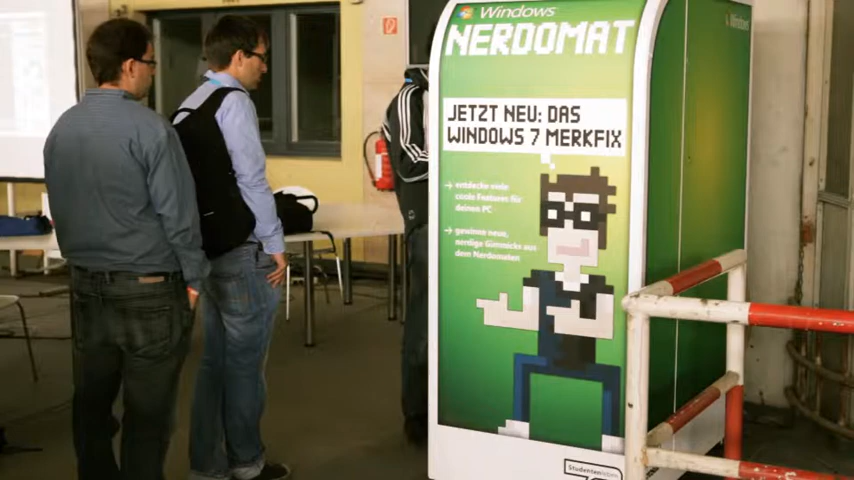 Windows
NERDOMAT
JETZT NEU: DAS
WINDOWS 7 MERKFIX
→ entdecke viele
coole Features für
deinen PC
→ gewinne neue,
nerdige Gimmicks aus
dem Nerdomaten
Windows